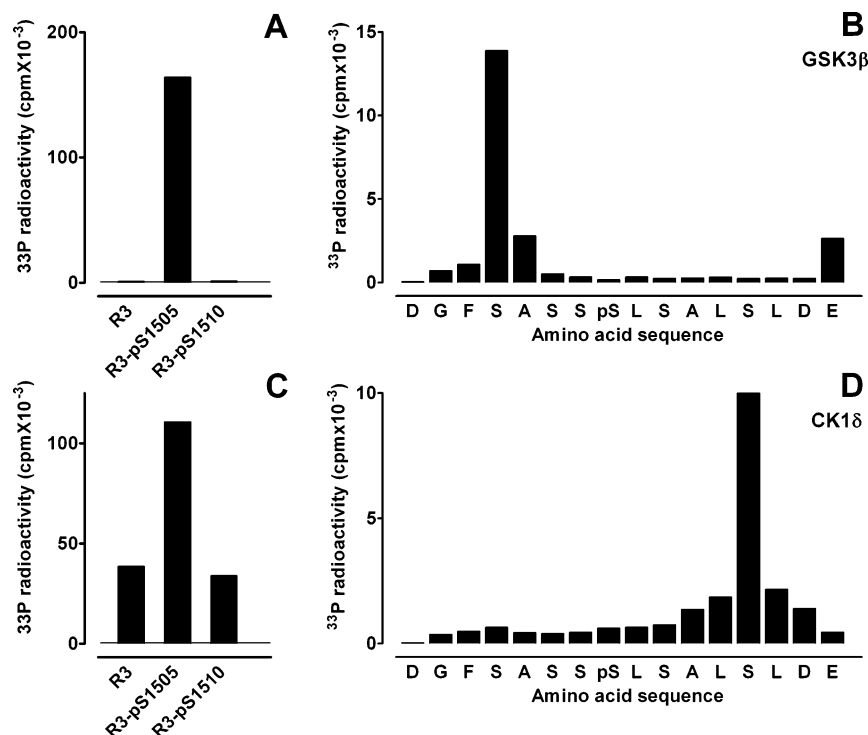 A
33P radioactivity (cpmX10-3)
200
100
0
R3
R3-pS1505
R3-pS1510
B
GSK3β
33P radioactivity (cpmx10-3)
15
10
5
0
D G F S A S S pS L S A L S L D E
Amino acid sequence
C
33P radioactivity (cpmX10-3)
100
50
0
R3
R3-pS1505
R3-pS1510
D
CK1δ
33P radioactivity (cpmx10-3)
10
5
0
D G F S A S S pS L S A L S L D E
Amino acid sequence